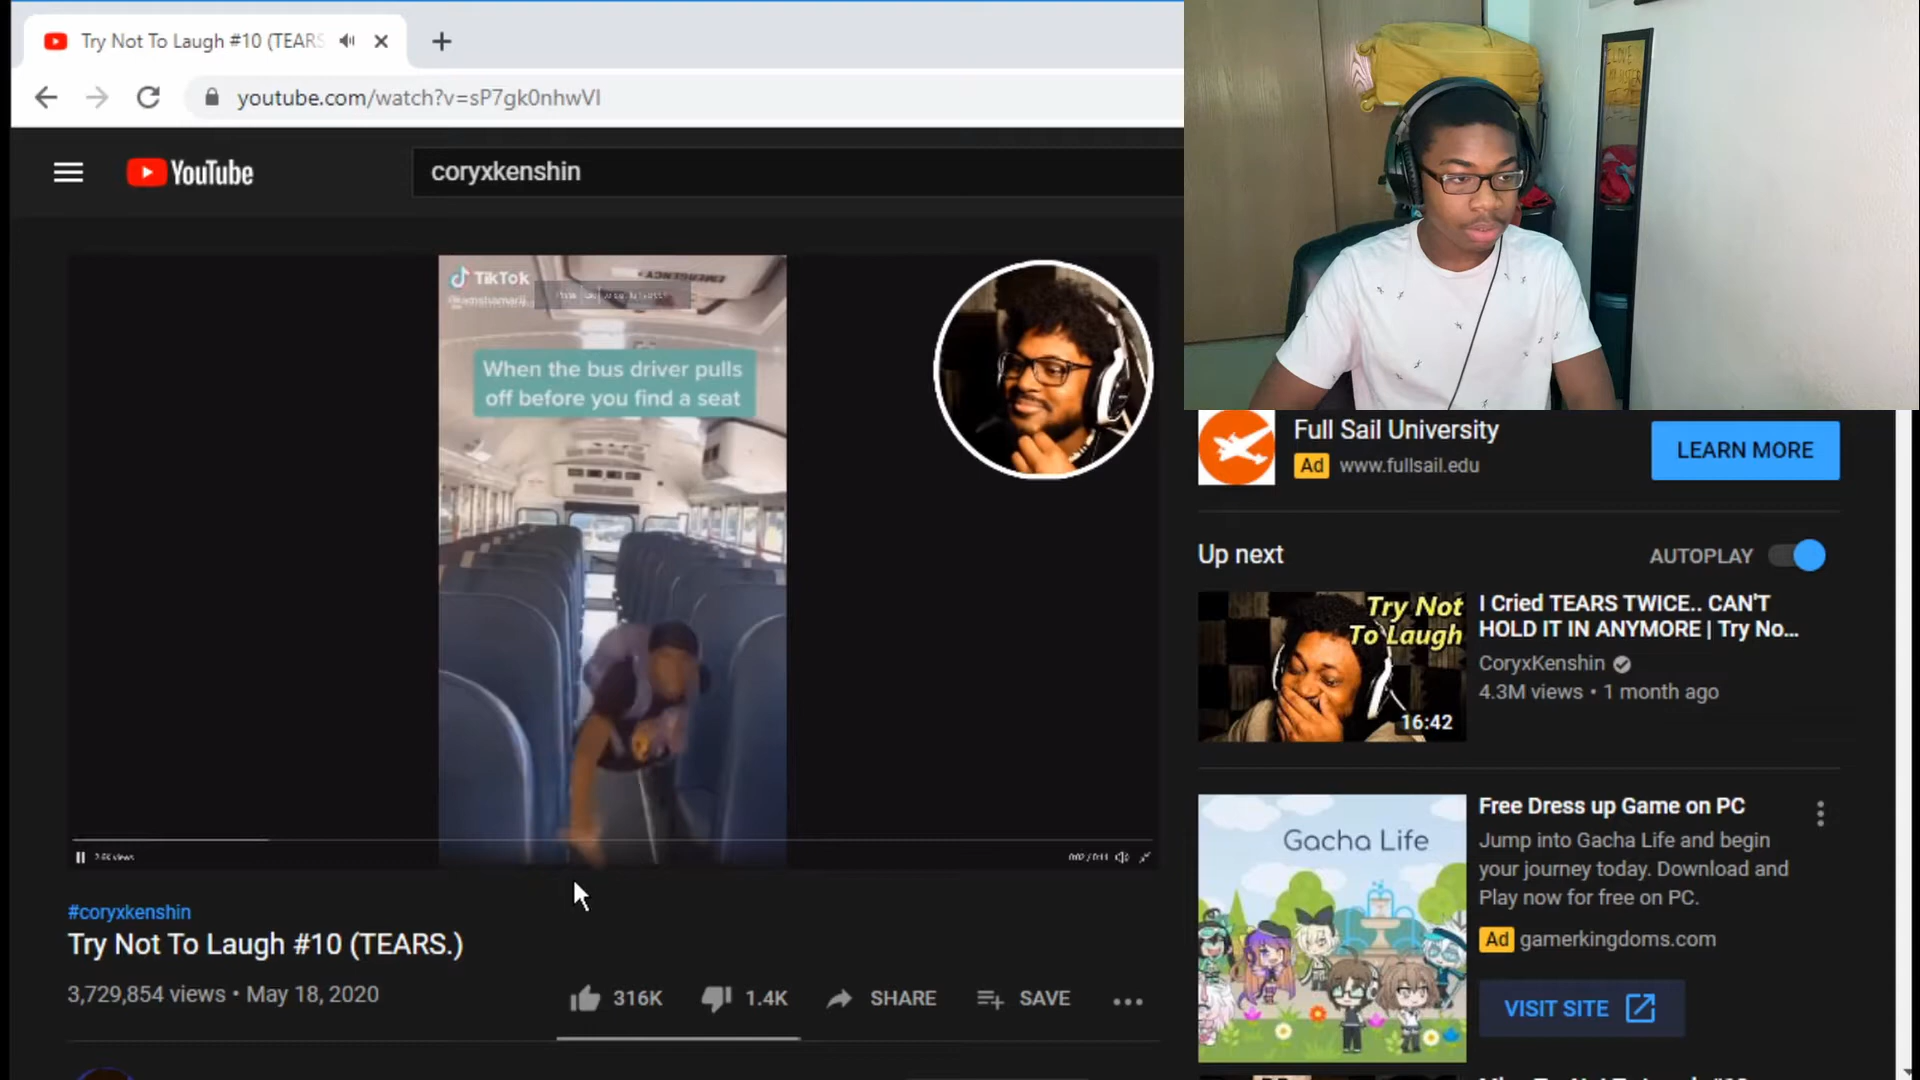 Try Not To Laugh #10 (TEARS
youtube.com/watch?v=sP7gk0nhwVI
YouTube
coryxkenshin
TikTok
When the bus driver pulls
off before you find a seat
0:02 / 0:11
#coryxkenshin
Try Not To Laugh #10 (TEARS.)
3,729,854 views • May 18, 2020
316K
1.4K
SHARE
SAVE
I LOVE
Full Sail University
Ad www.fullsail.edu
LEARN MORE
Up next
AUTOPLAY
Try Not
To Laugh
16:42
I Cried TEARS TWICE.. CAN'T
HOLD IT IN ANYMORE | Try No...
CoryxKenshin
4.3M views • 1 month ago
Gacha Life
Free Dress up Game on PC
Jump into Gacha Life and begin
your journey today. Download and
Play now for free on PC.
Ad gamerkingdoms.com
VISIT SITE